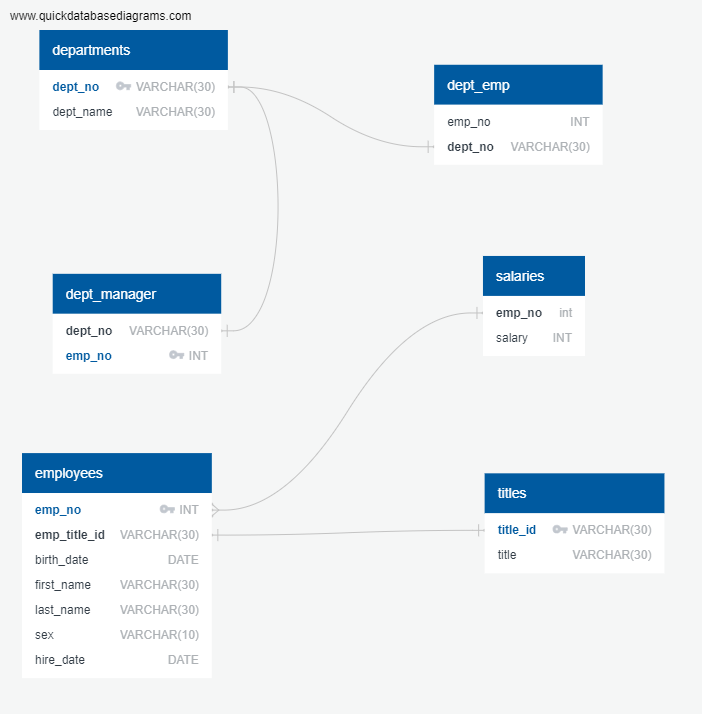 www.quickdatabasediagrams.com
departments
dept_no VARCHAR(30)
dept_name VARCHAR(30)
dept_emp
emp_no INT
dept_no VARCHAR(30)
dept_manager
dept_no VARCHAR(30)
emp_no INT
salaries
emp_no int
salary INT
employees
emp_no INT
emp_title_id VARCHAR(30)
birth_date DATE
first_name VARCHAR(30)
last_name VARCHAR(30)
sex VARCHAR(10)
hire_date DATE
titles
title_id VARCHAR(30)
title VARCHAR(30)